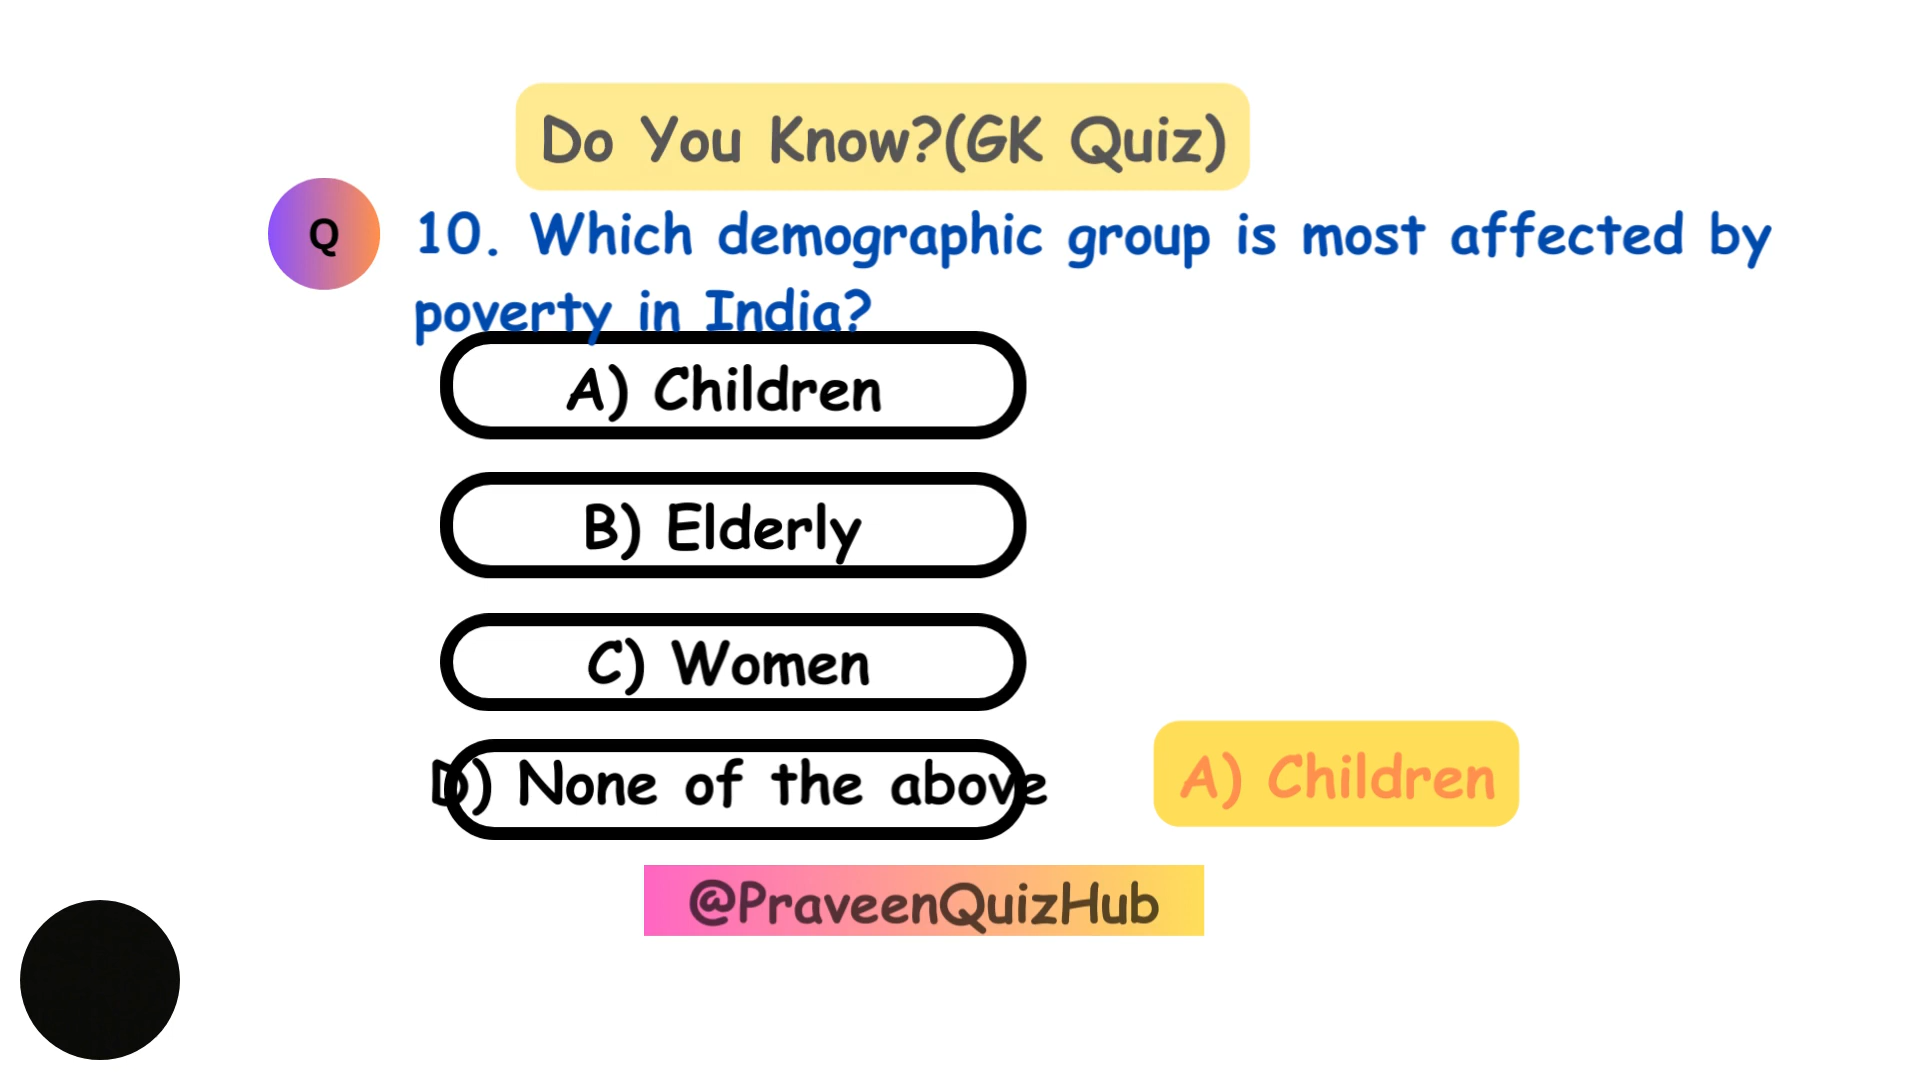 Do You Know?(GK Quiz)
Q
10. Which demographic group is most affected by
poverty in India?
A) Children
B) Elderly
C) Women
D) None of the above
A) Children
@PraveenQuizHub